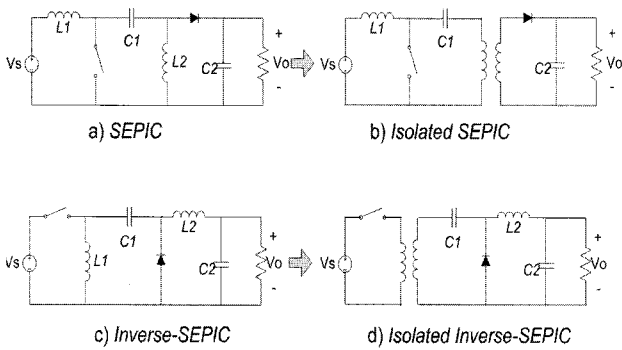 L1
C1
Vs
L2
C2
+
Vo
-
a) SEPIC
L1
C1
Vs
C2
+
Vo
-
b) Isolated SEPIC
Vs
L1
C1
L2
C2
+
Vo
-
c) Inverse-SEPIC
Vs
C1
L2
C2
+
Vo
-
d) Isolated Inverse-SEPIC